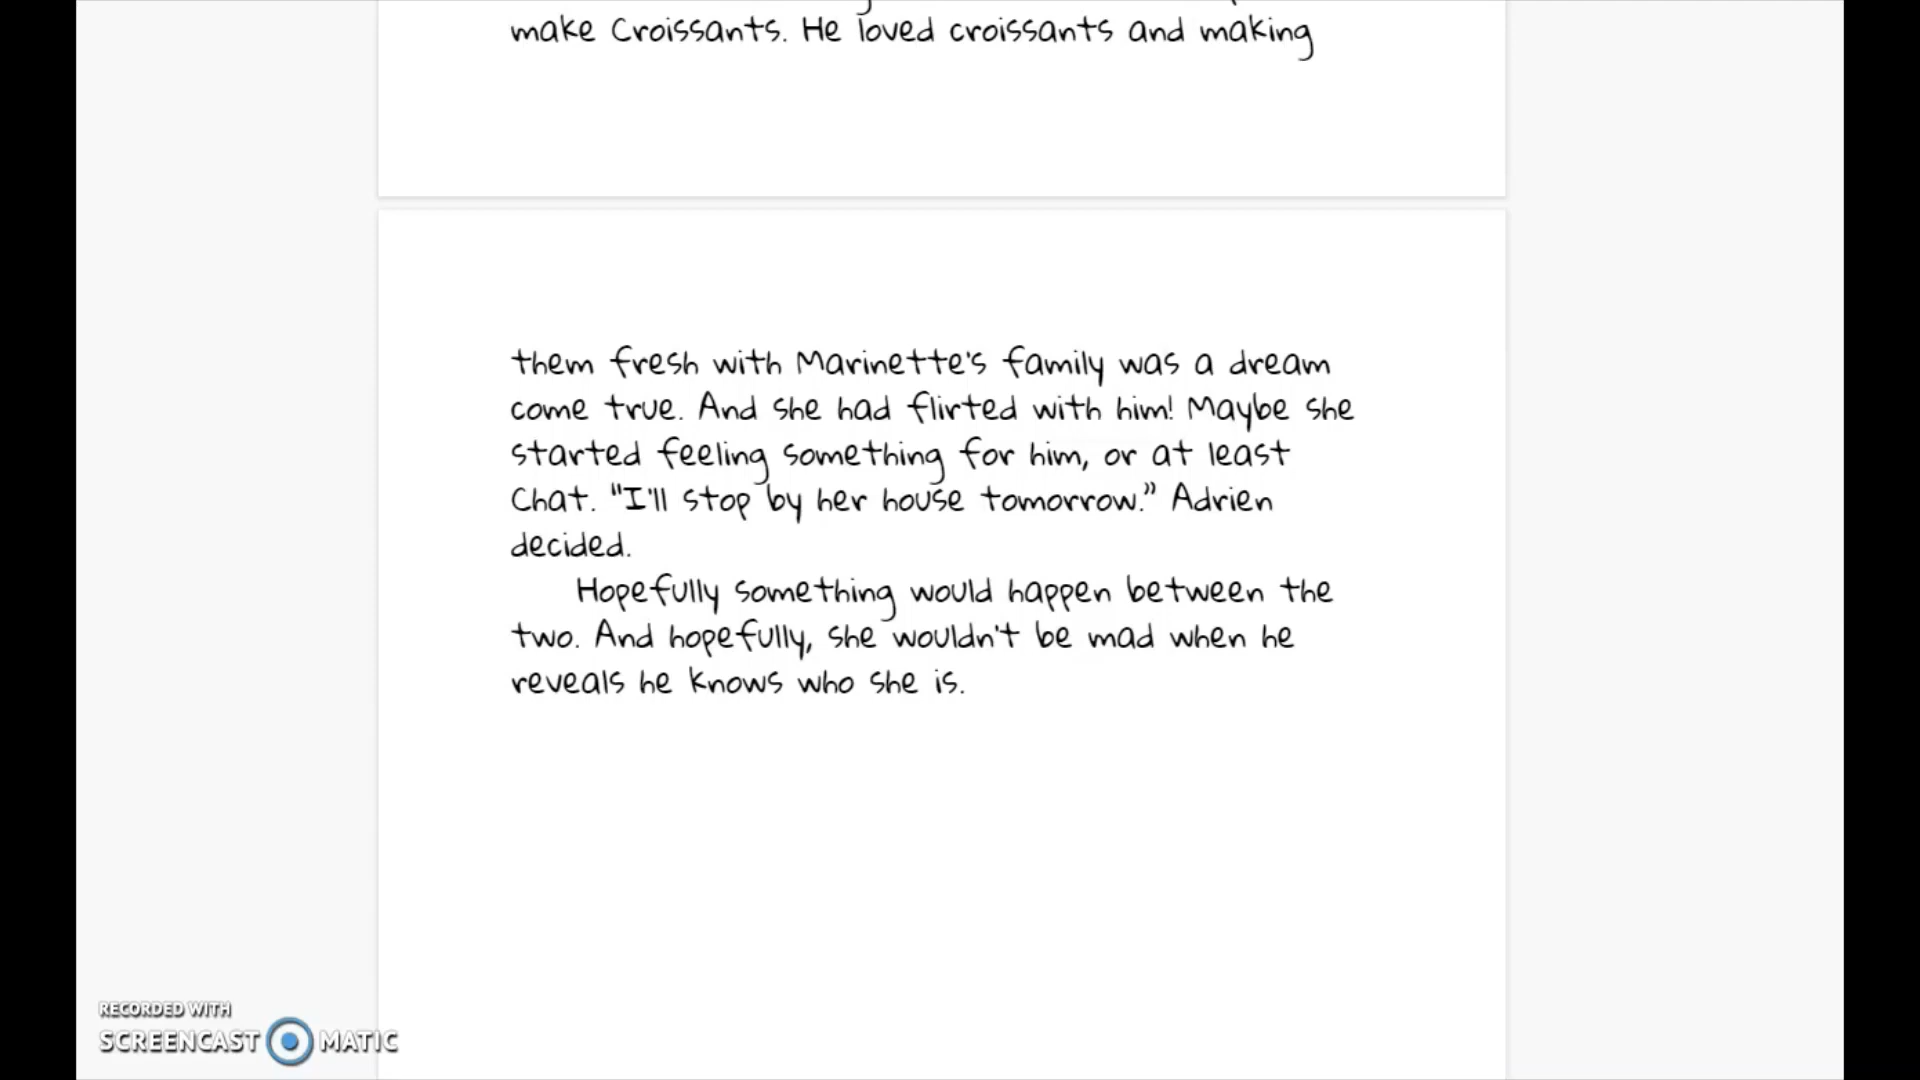 make Croissants. He loved croissants and making
them fresh with Marinette's family was a dream
come true. And she had flirted with him! Maybe she
started feeling something for him, or at least
Chat. "I'll stop by her house tomorrow.” Adrien
decided.
Hopefully something would happen between the
two. And hopefully, she wouldn't be mad when he
reveals he knows who she is.
RECORDED WITH
SCREENCAST MATIC